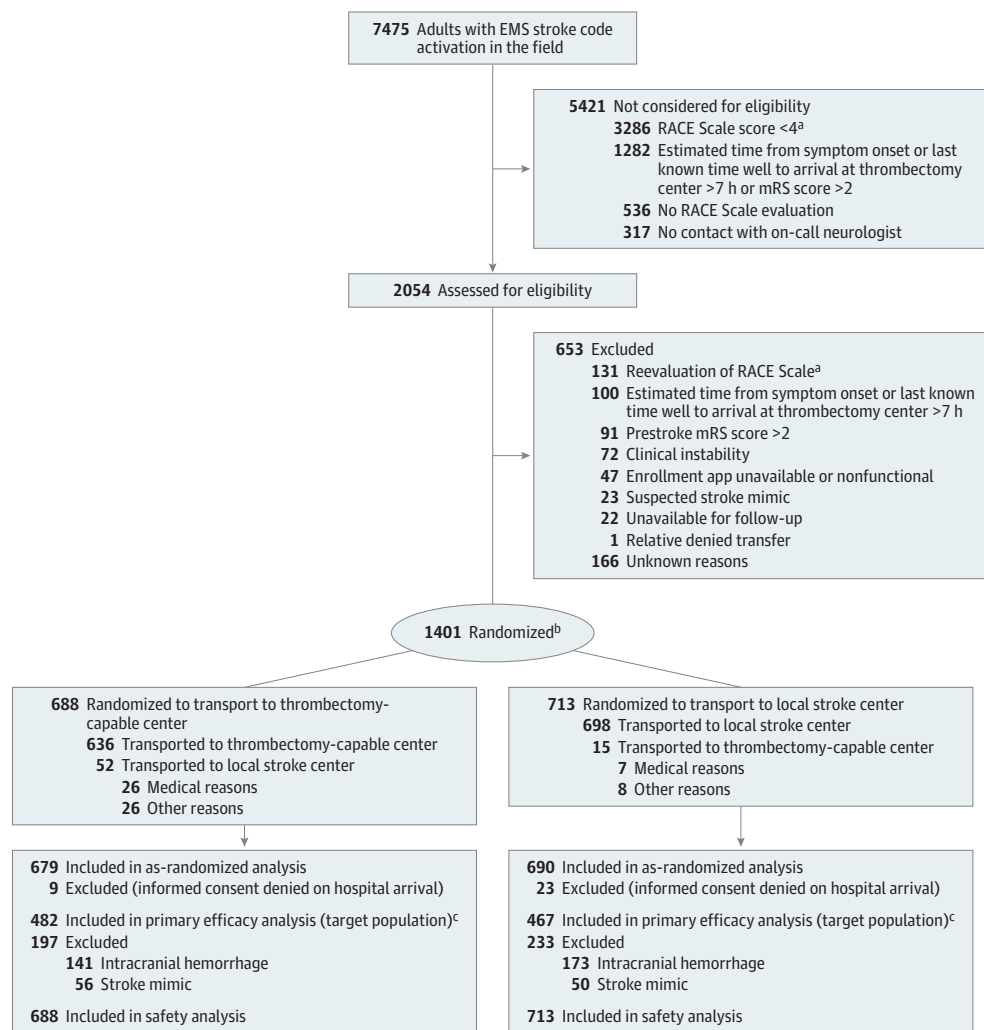 7475 Adults with EMS stroke code
activation in the field
5421 Not considered for eligibility
3286 RACE Scale score <4a
1282 Estimated time from symptom onset or last
known time well to arrival at thrombectomy
center >7 h or mRS score >2
536 No RACE Scale evaluation
317 No contact with on-call neurologist
2054 Assessed for eligibility
653 Excluded
131 Reevaluation of RACE Scalea
100 Estimated time from symptom onset or last known
time well to arrival at thrombectomy center >7 h
91 Prestroke mRS score >2
72 Clinical instability
47 Enrollment app unavailable or nonfunctional
23 Suspected stroke mimic
22 Unavailable for follow-up
1 Relative denied transfer
166 Unknown reasons
1401 Randomizedb
688 Randomized to transport to thrombectomy-
capable center
636 Transported to thrombectomy-capable center
52 Transported to local stroke center
26 Medical reasons
26 Other reasons
713 Randomized to transport to local stroke center
698 Transported to local stroke center
15 Transported to thrombectomy-capable center
7 Medical reasons
8 Other reasons
679 Included in as-randomized analysis
9 Excluded (informed consent denied on hospital arrival)
482 Included in primary efficacy analysis (target population)c
197 Excluded
141 Intracranial hemorrhage
56 Stroke mimic
688 Included in safety analysis
690 Included in as-randomized analysis
23 Excluded (informed consent denied on hospital arrival)
467 Included in primary efficacy analysis (target population)c
233 Excluded
173 Intracranial hemorrhage
50 Stroke mimic
713 Included in safety analysis